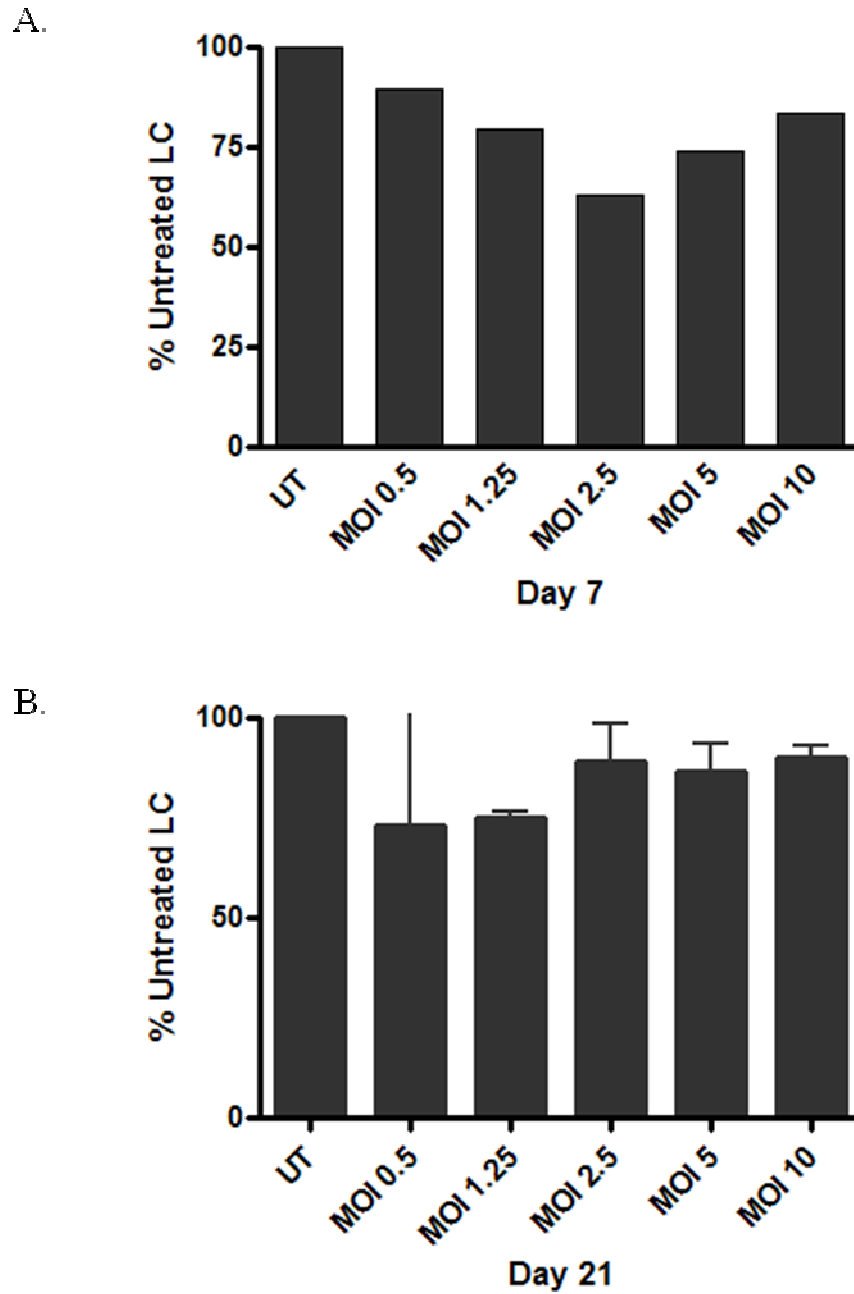 A.
% Untreated LC
100
75
50
25
0
UT
MOI 0.5
MOI 1.25
MOI 2.5
MOI 5
MOI 10
Day 7
B.
% Untreated LC
100
50
0
UT
MOI 0.5
MOI 1.25
MOI 2.5
MOI 5
MOI 10
Day 21